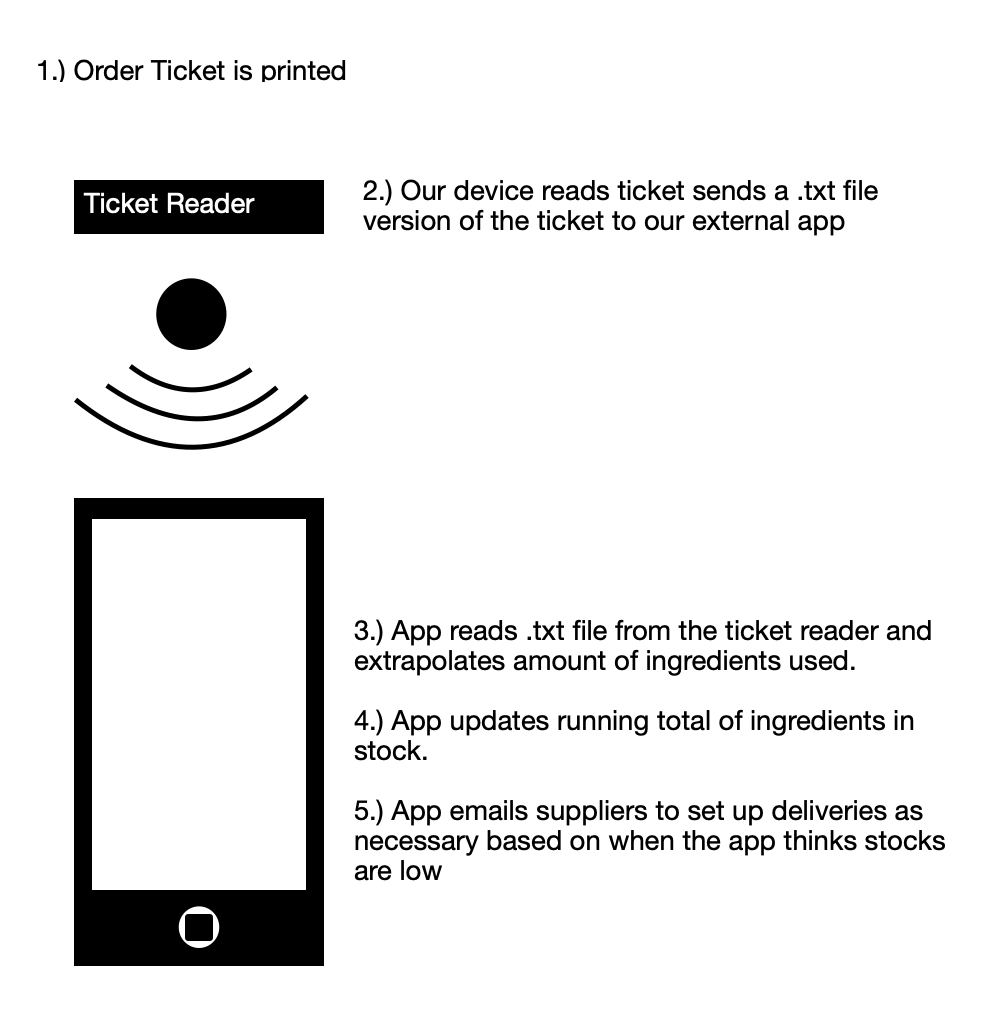 1.) Order Ticket is printed
Ticket Reader
2.) Our device reads ticket sends a .txt file
version of the ticket to our external app
3.) App reads .txt file from the ticket reader and
extrapolates amount of ingredients used.
4.) App updates running total of ingredients in
stock.
5.) App emails suppliers to set up deliveries as
necessary based on when the app thinks stocks
are low